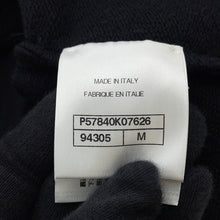 MADE IN ITALY
FABRIQUE EN ITALIE
P57840K07626
94305 M